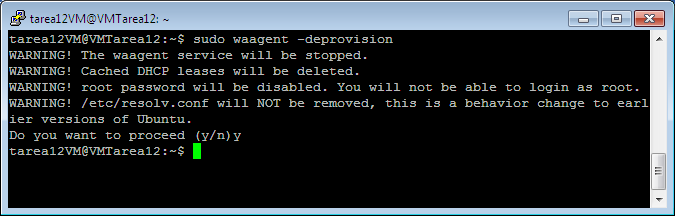 tarea12VM@VMTarea12: ~
tarea12VM@VMTarea12:~$ sudo waagent -deprovision
WARNING! The waagent service will be stopped.
WARNING! Cached DHCP leases will be deleted.
WARNING! root password will be disabled. You will not be able to login as root.
WARNING! /etc/resolv.conf will NOT be removed, this is a behavior change to earl
ier versions of Ubuntu.
Do you want to proceed (y/n)y
tarea12VM@VMTarea12:~$